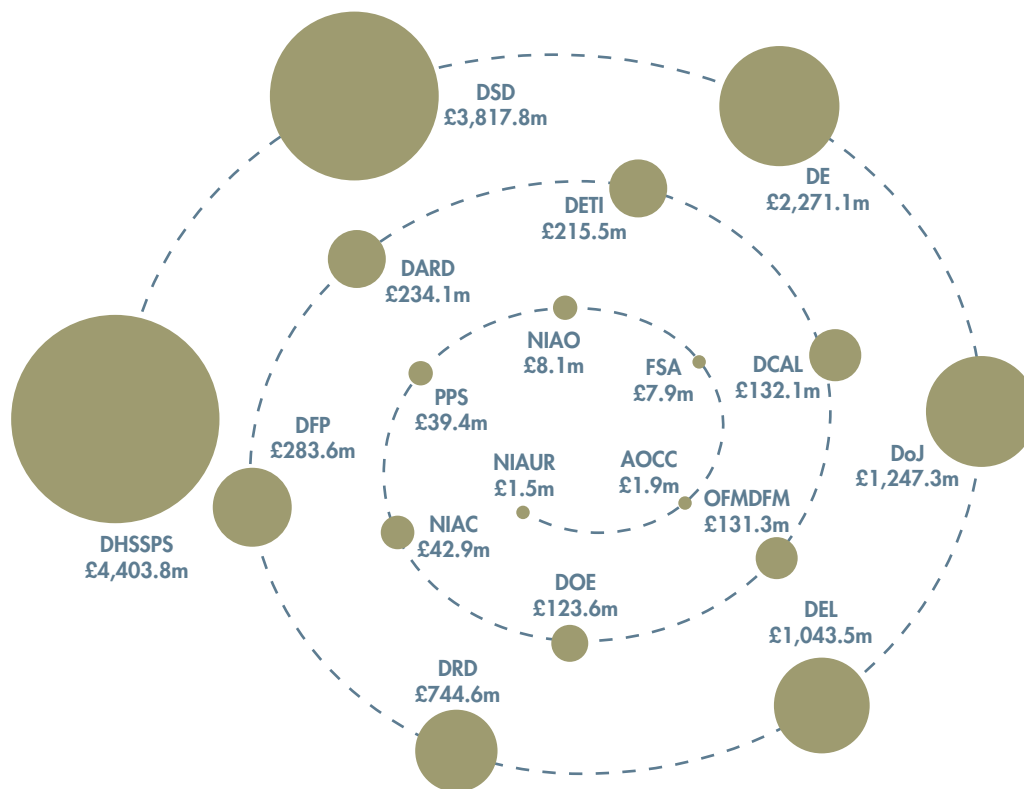 DSD
£3,817.8m
DE
£2,271.1m
DETI
£215.5m
DARD
£234.1m
NIAO
£8.1m
FSA
£7.9m
DCAL
£132.1m
PPS
£39.4m
DFP
£283.6m
DoJ
£1,247.3m
NIAUR
£1.5m
AOCC
£1.9m
OFMDFM
£131.3m
NIAC
£42.9m
DHSSPS
£4,403.8m
DOE
£123.6m
DEL
£1,043.5m
DRD
£744.6m